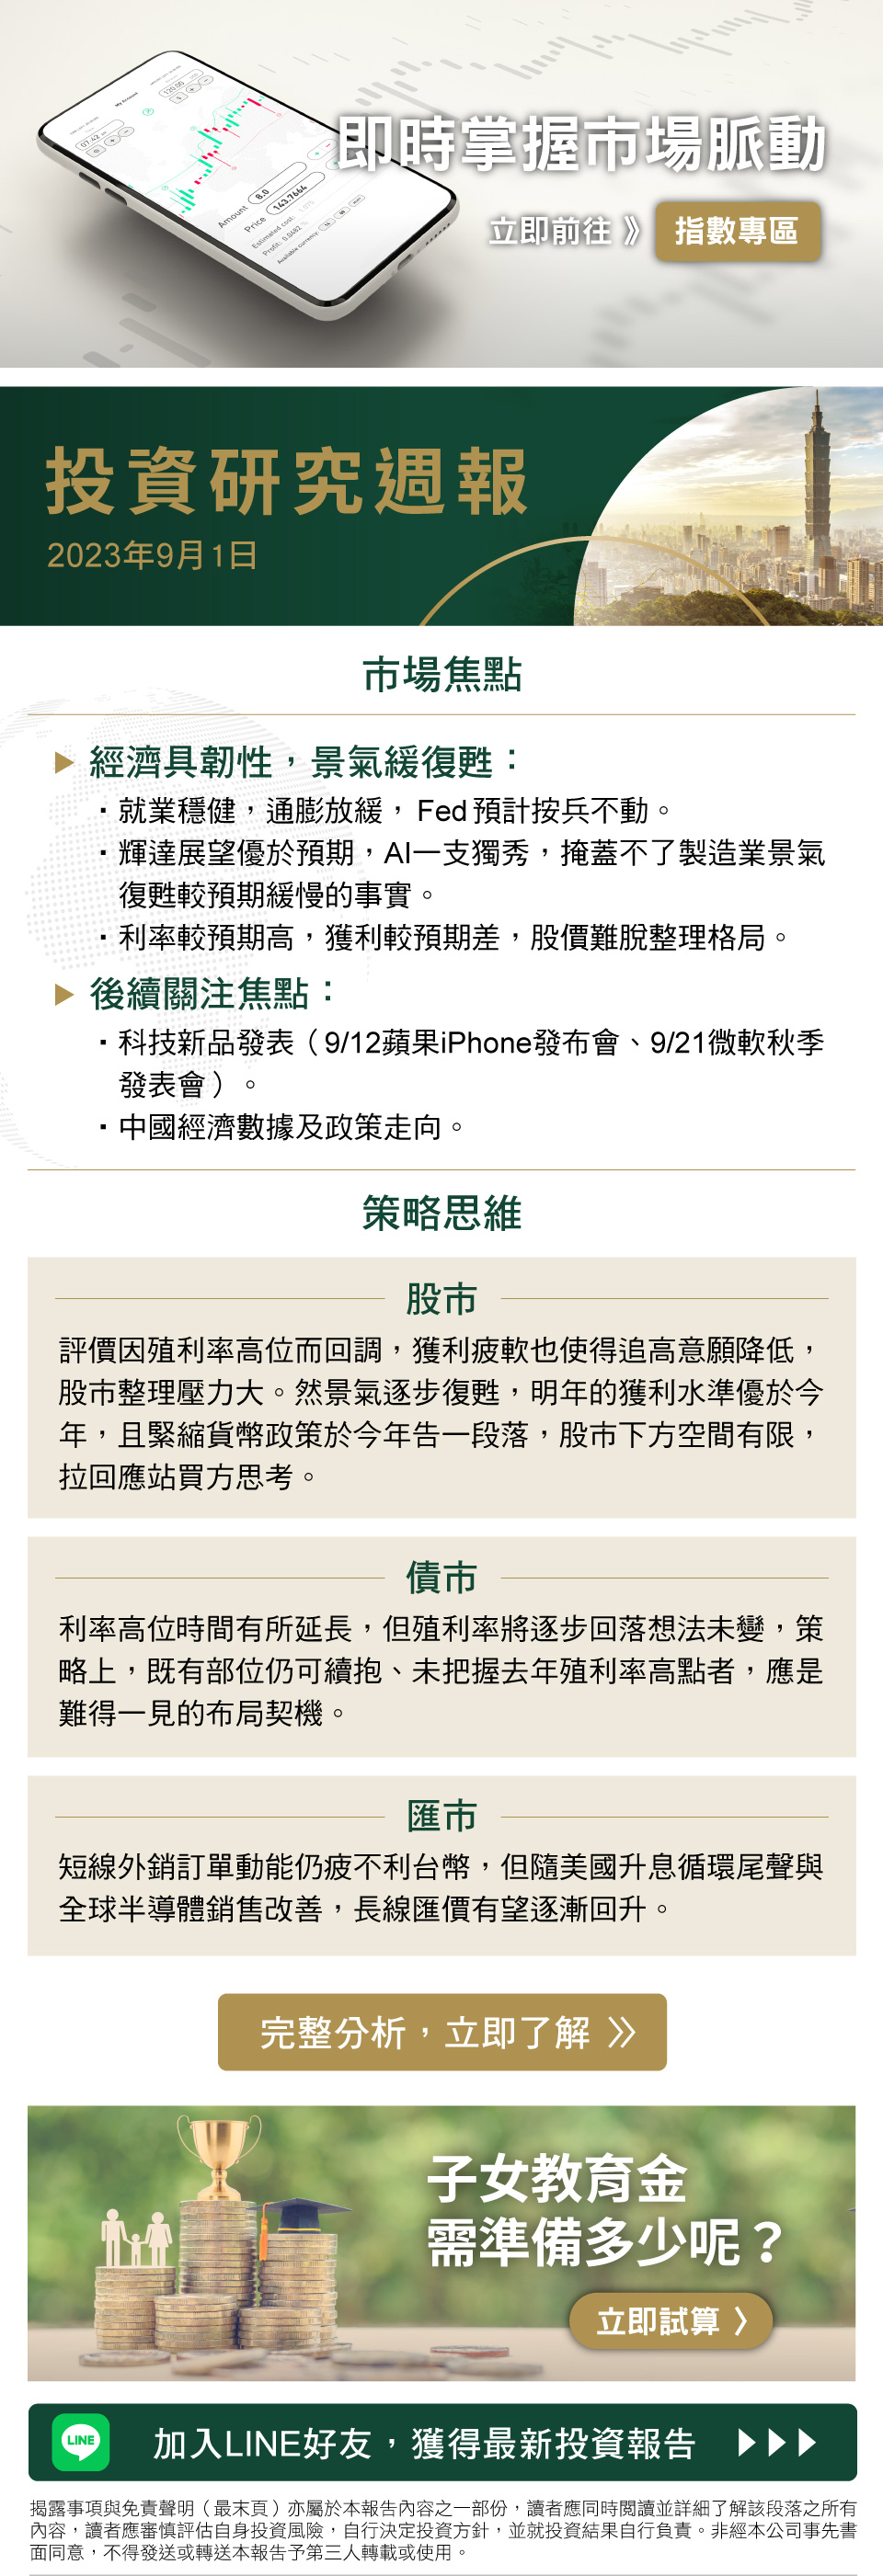 My Account
07:42 pm
120.00
Amount 8.0
Price 143.7664
Estimated cost: 1.075
Profit: 0.0682 %
Available currency:
即時掌握市場脈動
立即前往 》 指數專區
投資研究週報
2023年9月1日
市場焦點
▶ 經濟具韌性，景氣緩復甦：
・就業穩健，通膨放緩，Fed預計按兵不動。
・輝達展望優於預期，AI一支獨秀，掩蓋不了製造業景氣
復甦較預期緩慢的事實。
・利率較預期高，獲利較預期差，股價難脫整理格局。
▶ 後續關注焦點：
・科技新品發表（9/12蘋果iPhone發布會、9/21微軟秋季
發表會）。
・中國經濟數據及政策走向。
策略思維
股市
評價因殖利率高位而回調，獲利疲軟也使得追高意願降低，
股市整理壓力大。然景氣逐步復甦，明年的獲利水準優於今
年，且緊縮貨幣政策於今年告一段落，股市下方空間有限，
拉回應站買方思考。
債市
利率高位時間有所延長，但殖利率將逐步回落想法未變，策
略上，既有部位仍可續抱、未把握去年殖利率高點者，應是
難得一見的布局契機。
匯市
短線外銷訂單動能仍疲不利台幣，但隨美國升息循環尾聲與
全球半導體銷售改善，長線匯價有望逐漸回升。
完整分析，立即了解 》
子女教育金
需準備多少呢？
立即試算 〉
LINE 加入LINE好友，獲得最新投資報告 ▶▶▶
揭露事項與免責聲明（最末頁）亦屬於本報告內容之一部份，讀者應同時閱讀並詳細了解該段落之所有
內容，讀者應審慎評估自身投資風險，自行決定投資方針，並就投資結果自行負責。非經本公司事先書
面同意，不得發送或轉送本報告予第三人轉載或使用。